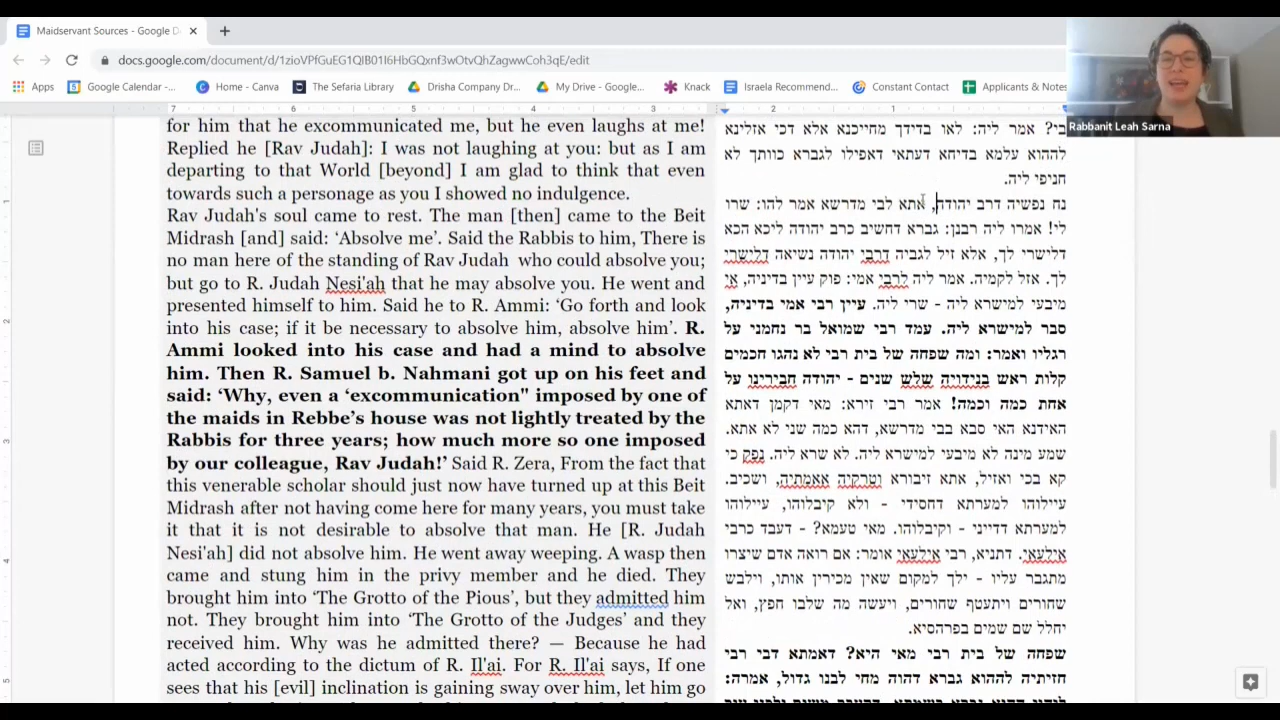 Maidservant Sources - Google D
docs.google.com/document/d/1zioVPfGuEG1QIB01I6HbGQxnf3wOtvQhZagwwCoh3qE/edit
Apps Google Calendar -... Home - Canva The Sefaria Library Drisha Company Dr... My Drive - Google... Knack Israela Recommend... Constant Contact Applicants & Notes
Rabbanit Leah Sarna
7 6 5 4 3 2 1
for him that he excommnicated me, but he even laughs at me!
Replied he [Rav Judah]: I was not laughing at you: but as I am
departing to that World [beyond] I am glad to think that even
towards such a personage as you I showed no indulgence.
Rav Judah's soul came to rest. The man [then] came to the Beit
Midrash [and] said: ‘Absolve me’. Said the Rabbis to him, There is
no man here of the standing of Rav Judah who could absolve you;
but go to R. Judah Nesi'ah that he may absolve you. He went and
presented himself to him. Said he to R. Ammi: ‘Go forth and look
into his case; if it be necessary to absolve him, absolve him’. R.
Ammi looked into his case and had a mind to absolve
him. Then R. Samuel b. Nahmani got up on his feet and
said: ‘Why, even a ‘excommunication" imposed by one of
the maids in Rebbe’s house was not lightly treated by the
Rabbis for three years; how much more so one imposed
by our colleague, Rav Judah!’ Said R. Zera, From the fact that
this venerable scholar should just now have turned up at this Beit
Midrash after not having come here for many years, you must take
it that it is not desirable to absolve that man. He [R. Judah
Nesi'ah] did not absolve him. He went away weeping. A wasp then
came and stung him in the privy member and he died. They
brought him into ‘The Grotto of the Pious’, but they admitted him
not. They brought him into ‘The Grotto of the Judges’ and they
received him. Why was he admitted there? — Because he had
acted according to the dictum of R. Il'ai. For R. Il'ai says, If one
sees that his [evil] inclination is gaining sway over him, let him go
בי? אמר ליה: לאו בדידך מחייכנא אלא דכי אזלינא
לההוא עלמא בדיחא דעתאי דאפילו לגברא כוותך לא
חניפי ליה.
נח נפשיה דרב יהודה, אתא לבי מדרשא אמר להו: שרו
לי! אמרו ליה רבנן: גברא דחשיב כרב יהודה ליכא הכא
דלישרי לך, אלא זיל לגביה דרבי יהודה נשיאה דלישרי
לך. אזל לקמיה. אמר ליה לרבי אמי: פוק עיין בדיניה, אי
מיבעי למישרא ליה - שרי ליה. עיין רבי אמי בדיניה,
סבר למישרא ליה. עמד רבי שמואל בר נחמני על
רגליו ואמר: ומה שפחה של בית רבי לא נהגו חכמים
קלות ראש בנידויה שלש שנים - יהודה חבירינו על
אחת כמה וכמה! אמר רבי זירא: מאי דקמן דאתא
האידנא האי סבא בבי מדרשא, דהא כמה שני לא אתא.
שמע מינה לא מיבעי למישרא ליה. לא שרא ליה. נפק כי
קא בכי ואזיל, אתא זיבורא וטרקיה אאמתיה, ושכיב.
עיילוהו למערתא דחסידי - ולא קיבלוהו, עיילוהו
למערתא דדייני - וקיבלוהו. מאי טעמא? - דעבד כרבי
אילעאי. דתניא, רבי אילעאי אומר: אם רואה אדם שיצרו
מתגבר עליו - ילך למקום שאין מכירין אותו, וילבש
שחורים ויתעטף שחורים, ויעשה מה שלבו חפץ, ואל
יחלל שם שמים בפרהסיא.
שפחה של בית רבי מאי היא? דאמתא דבי רבי
חזיתיה לההוא גברא דהוה מחי לבנו גדול, אמרה: